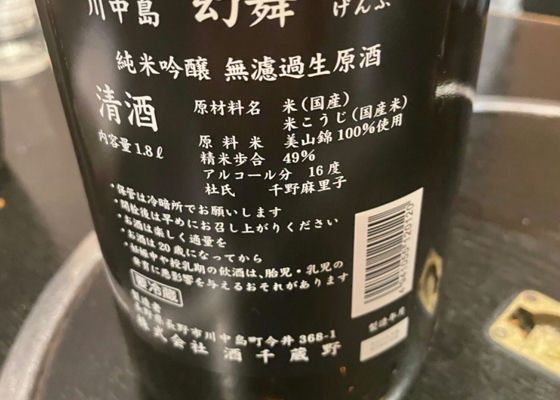 川中島 幻舞 げんぶ
純米吟醸 無濾過生原酒
清酒
内容量 1.8ℓ
原材料名 米(国産)
米こうじ(国産米)
原料米 美山錦100%使用
精米歩合 49%
アルコール分 16度
杜氏 千野麻里子
・保管は冷暗所でお願いします
・開栓後は早めにお召し上がりください
・お酒は楽しく適量を
・お酒は20歳になってから
・妊娠中や授乳期の飲酒は、胎児・乳児の
発育に悪影響を与えるおそれがあります
要冷蔵
製造者
長野県長野市川中島町今井368-1
株式会社 酒千蔵野
製造年月